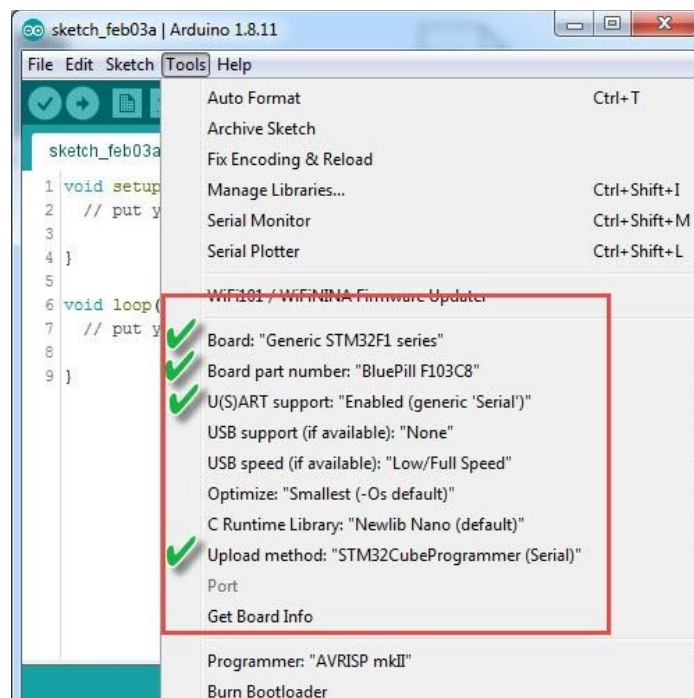 sketch_feb03a | Arduino 1.8.11
File Edit Sketch Tools Help
Auto Format Ctrl+T
Archive Sketch
sketch_feb03a
Fix Encoding & Reload
1 void setup
Manage Libraries... Ctrl+Shift+I
2 // put y
Serial Monitor Ctrl+Shift+M
3
4 }
Serial Plotter Ctrl+Shift+L
5
WiFi101 / WiFiNINA Firmware Updater
6 void loop(
7 // put y
Board: "Generic STM32F1 series"
8
Board part number: "BluePill F103C8"
9 }
U(S)ART support: "Enabled (generic 'Serial')"
USB support (if available): "None"
USB speed (if available): "Low/Full Speed"
Optimize: "Smallest (-Os default)"
C Runtime Library: "Newlib Nano (default)"
Upload method: "STM32CubeProgrammer (Serial)"
Port
Get Board Info
Programmer: "AVRISP mkII"
Burn Bootloader